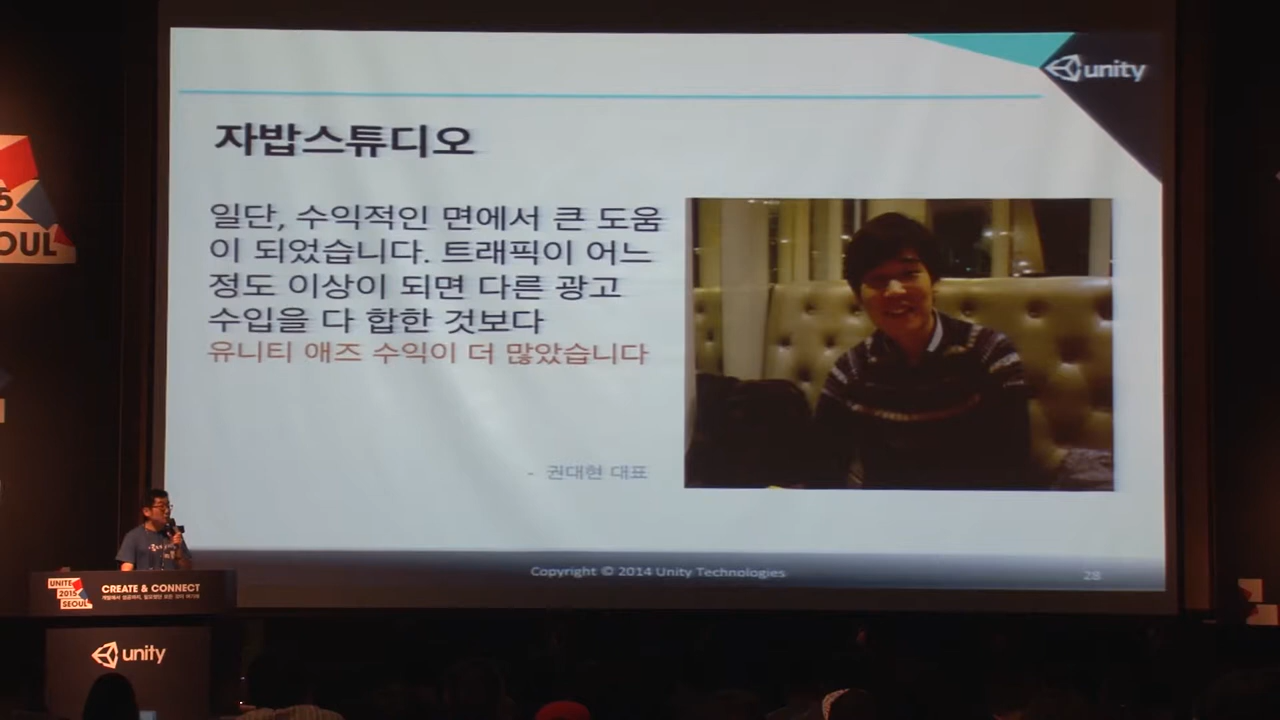 unity
자밥스튜디오
일단, 수익적인 면에서 큰 도움
이 되었습니다. 트래픽이 어느
정도 이상이 되면 다른 광고
수입을 다 합한 것보다
유니티 애즈 수익이 더 많았습니다
- 권대현 대표
Copyright © 2014 Unity Technologies
28
5
OUL
UNITE
2015
SEOUL
CREATE & CONNECT
unity